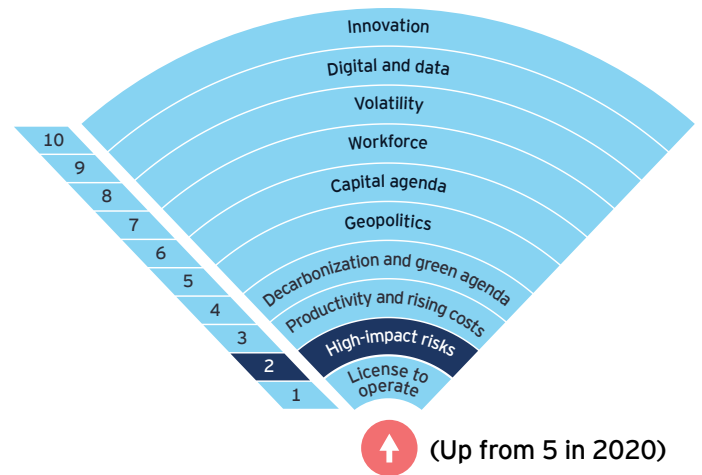 Innovation
Digital and data
Volatility
Workforce
Capital agenda
Geopolitics
Decarbonization and green agenda
Productivity and rising costs
High-impact risks
License to
operate
10
9
8
7
6
5
4
3
2
1
(Up from 5 in 2020)